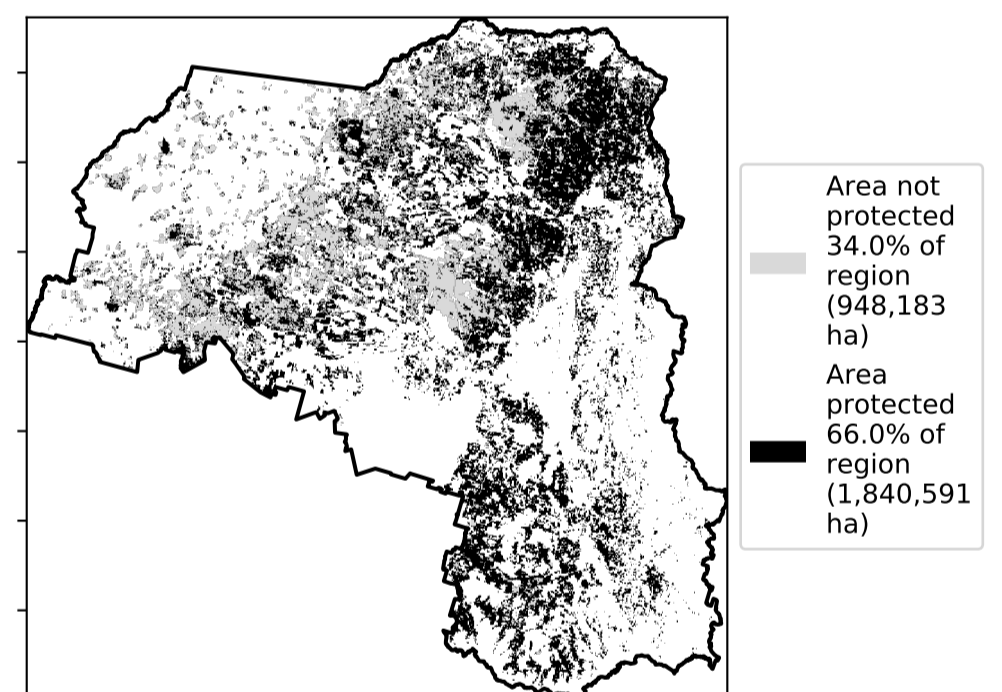 Area not
protected
34.0% of
region
(948,183
ha)
Area
protected
66.0% of
region
(1,840,591
ha)